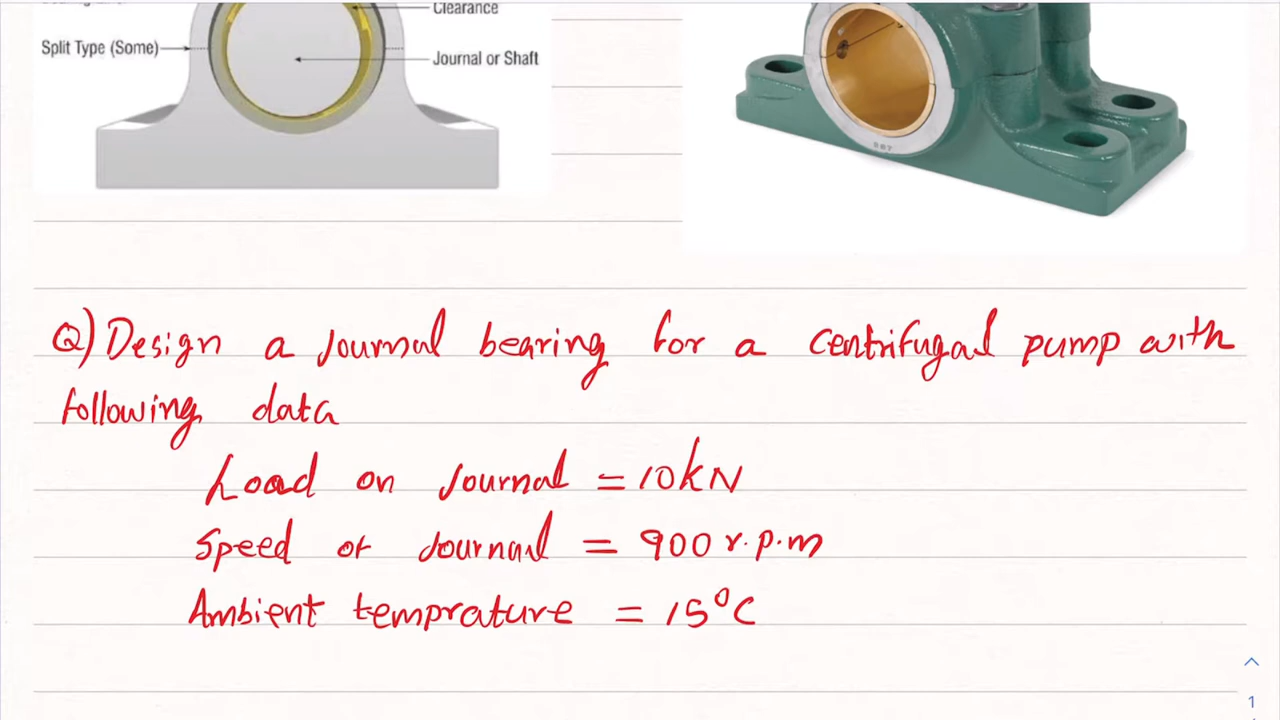 Clearance
Split Type (Some)
Journal or Shaft
Q) Design a Journal bearing for a centrifugal pump with
following data
Load on Journal = 10kN
Speed of Journal = 900 r.p.m
Ambient temprature = 15°C
1